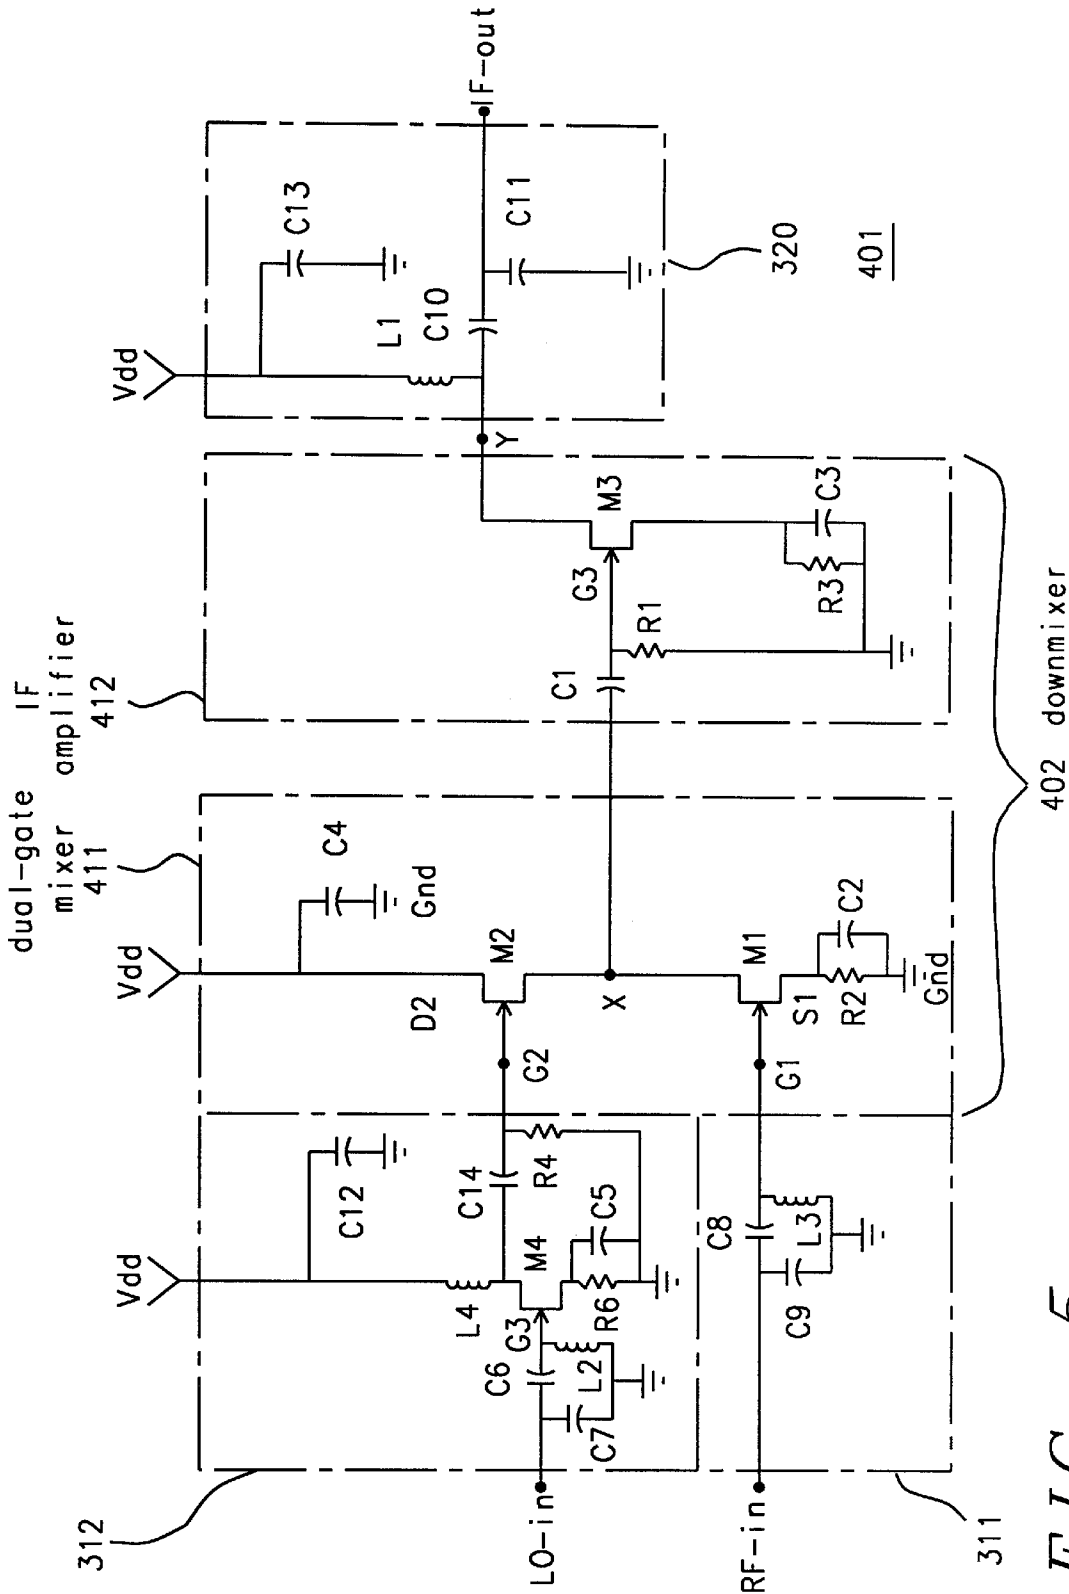 dual-gate
mixer
411
IF
amplifier
412
Vdd
Vdd
Vdd
C12
C4
Gnd
L1
C13
C10
C11
IF-out
Y
320
401
312
L4
C14
R4
M4
G3
C6
L2
C7
R6
C5
LO-in
D2
M2
G2
X
C1
R1
G3
M3
R3
C3
M1
G1
S1
R2
C2
Gnd
C8
C9
L3
RF-in
311
402 downmixer